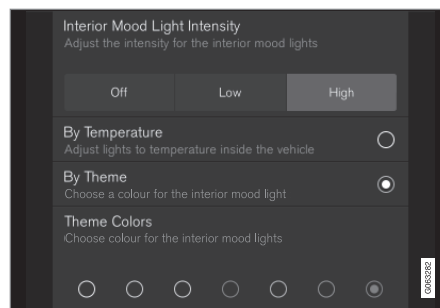 Interior Mood Light Intensity
Adjust the intensity for the interior mood lights
Off Low High
By Temperature
Adjust lights to temperature inside the vehicle
By Theme
Choose a colour for the interior mood light
Theme Colors
Choose colour for the interior mood lights
G063282